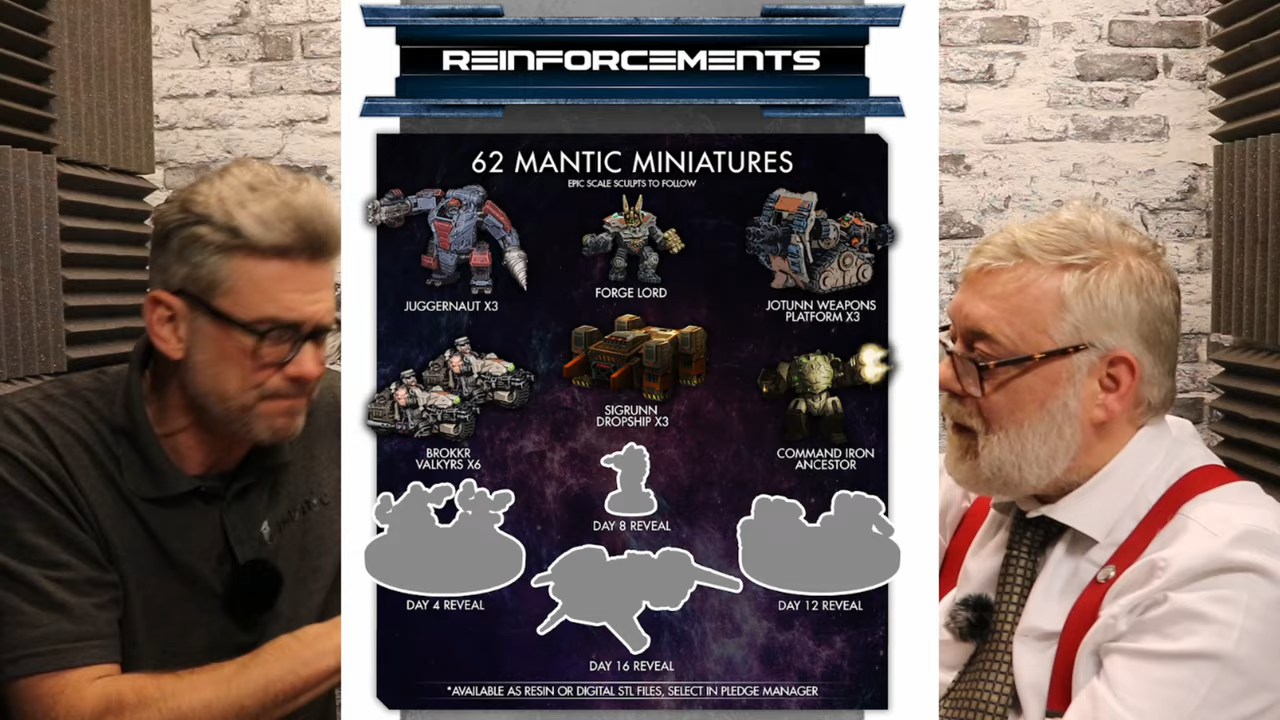 REINFORCEMENTS
62 MANTIC MINIATURES
EPIC SCALE SCULPTS TO FOLLOW
JUGGERNAUT X3
FORGE LORD
JOTUNN WEAPONS
PLATFORM X3
BROKKR
VALKYRS X6
SIGRUNN
DROPSHIP X3
COMMAND IRON
ANCESTOR
DAY 8 REVEAL
DAY 4 REVEAL
DAY 12 REVEAL
DAY 16 REVEAL
*AVAILABLE AS RESIN OR DIGITAL STL FILES, SELECT IN PLEDGE MANAGER